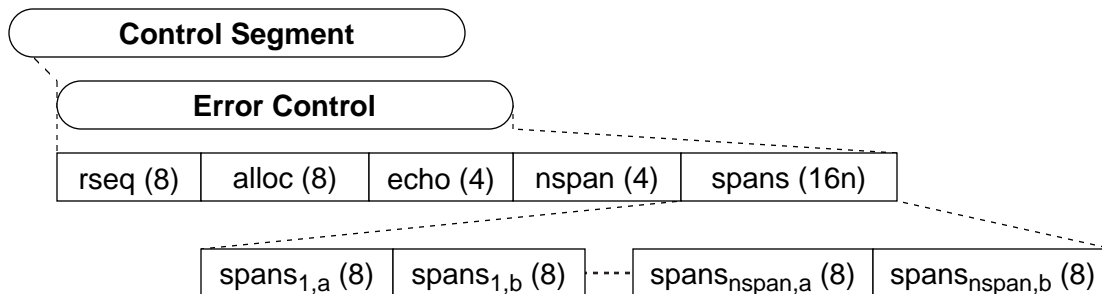 Control Segment
Error Control
rseq (8) alloc (8) echo (4) nspan (4) spans (16n)
spans1,a (8) spans1,b (8) spansnspan,a (8) spansnspan,b (8)